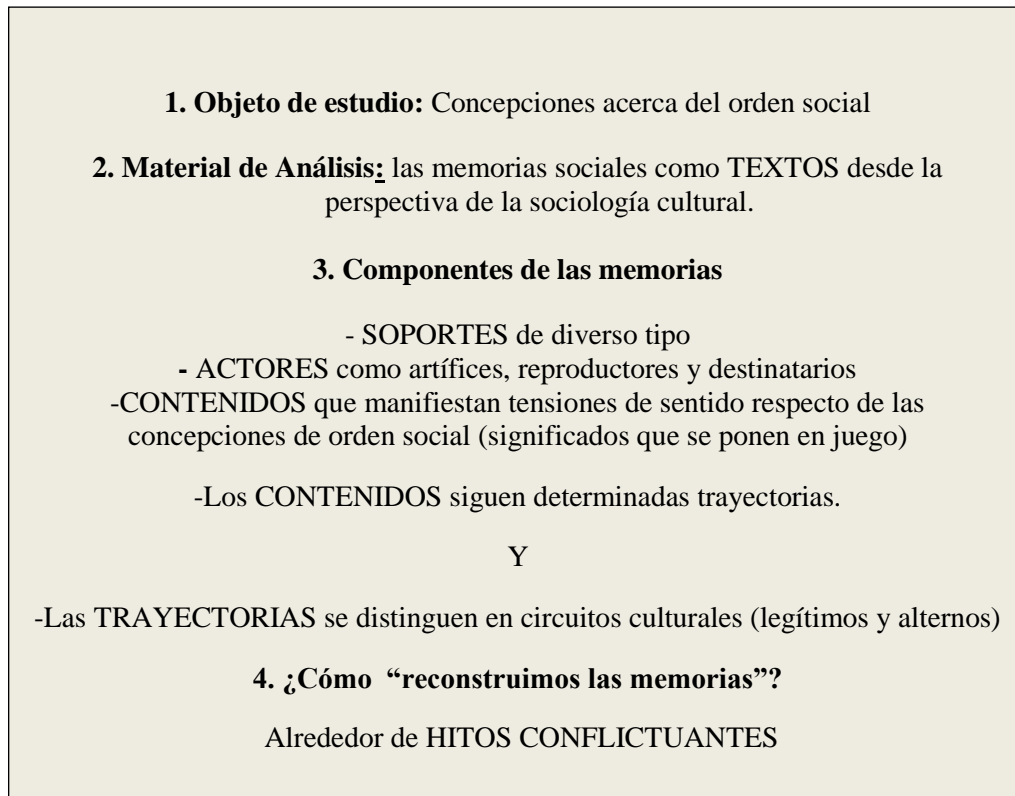 1. Objeto de estudio: Concepciones acerca del orden social
2. Material de Análisis: las memorias sociales como TEXTOS desde la
perspectiva de la sociología cultural.
3. Componentes de las memorias
- SOPORTES de diverso tipo
- ACTORES como artífices, reproductores y destinatarios
-CONTENIDOS que manifiestan tensiones de sentido respecto de las
concepciones de orden social (significados que se ponen en juego)
-Los CONTENIDOS siguen determinadas trayectorias.
Y
-Las TRAYECTORIAS se distinguen en circuitos culturales (legítimos y alternos)
4. ¿Cómo “reconstruimos las memorias”?
Alrededor de HITOS CONFLICTUANTES